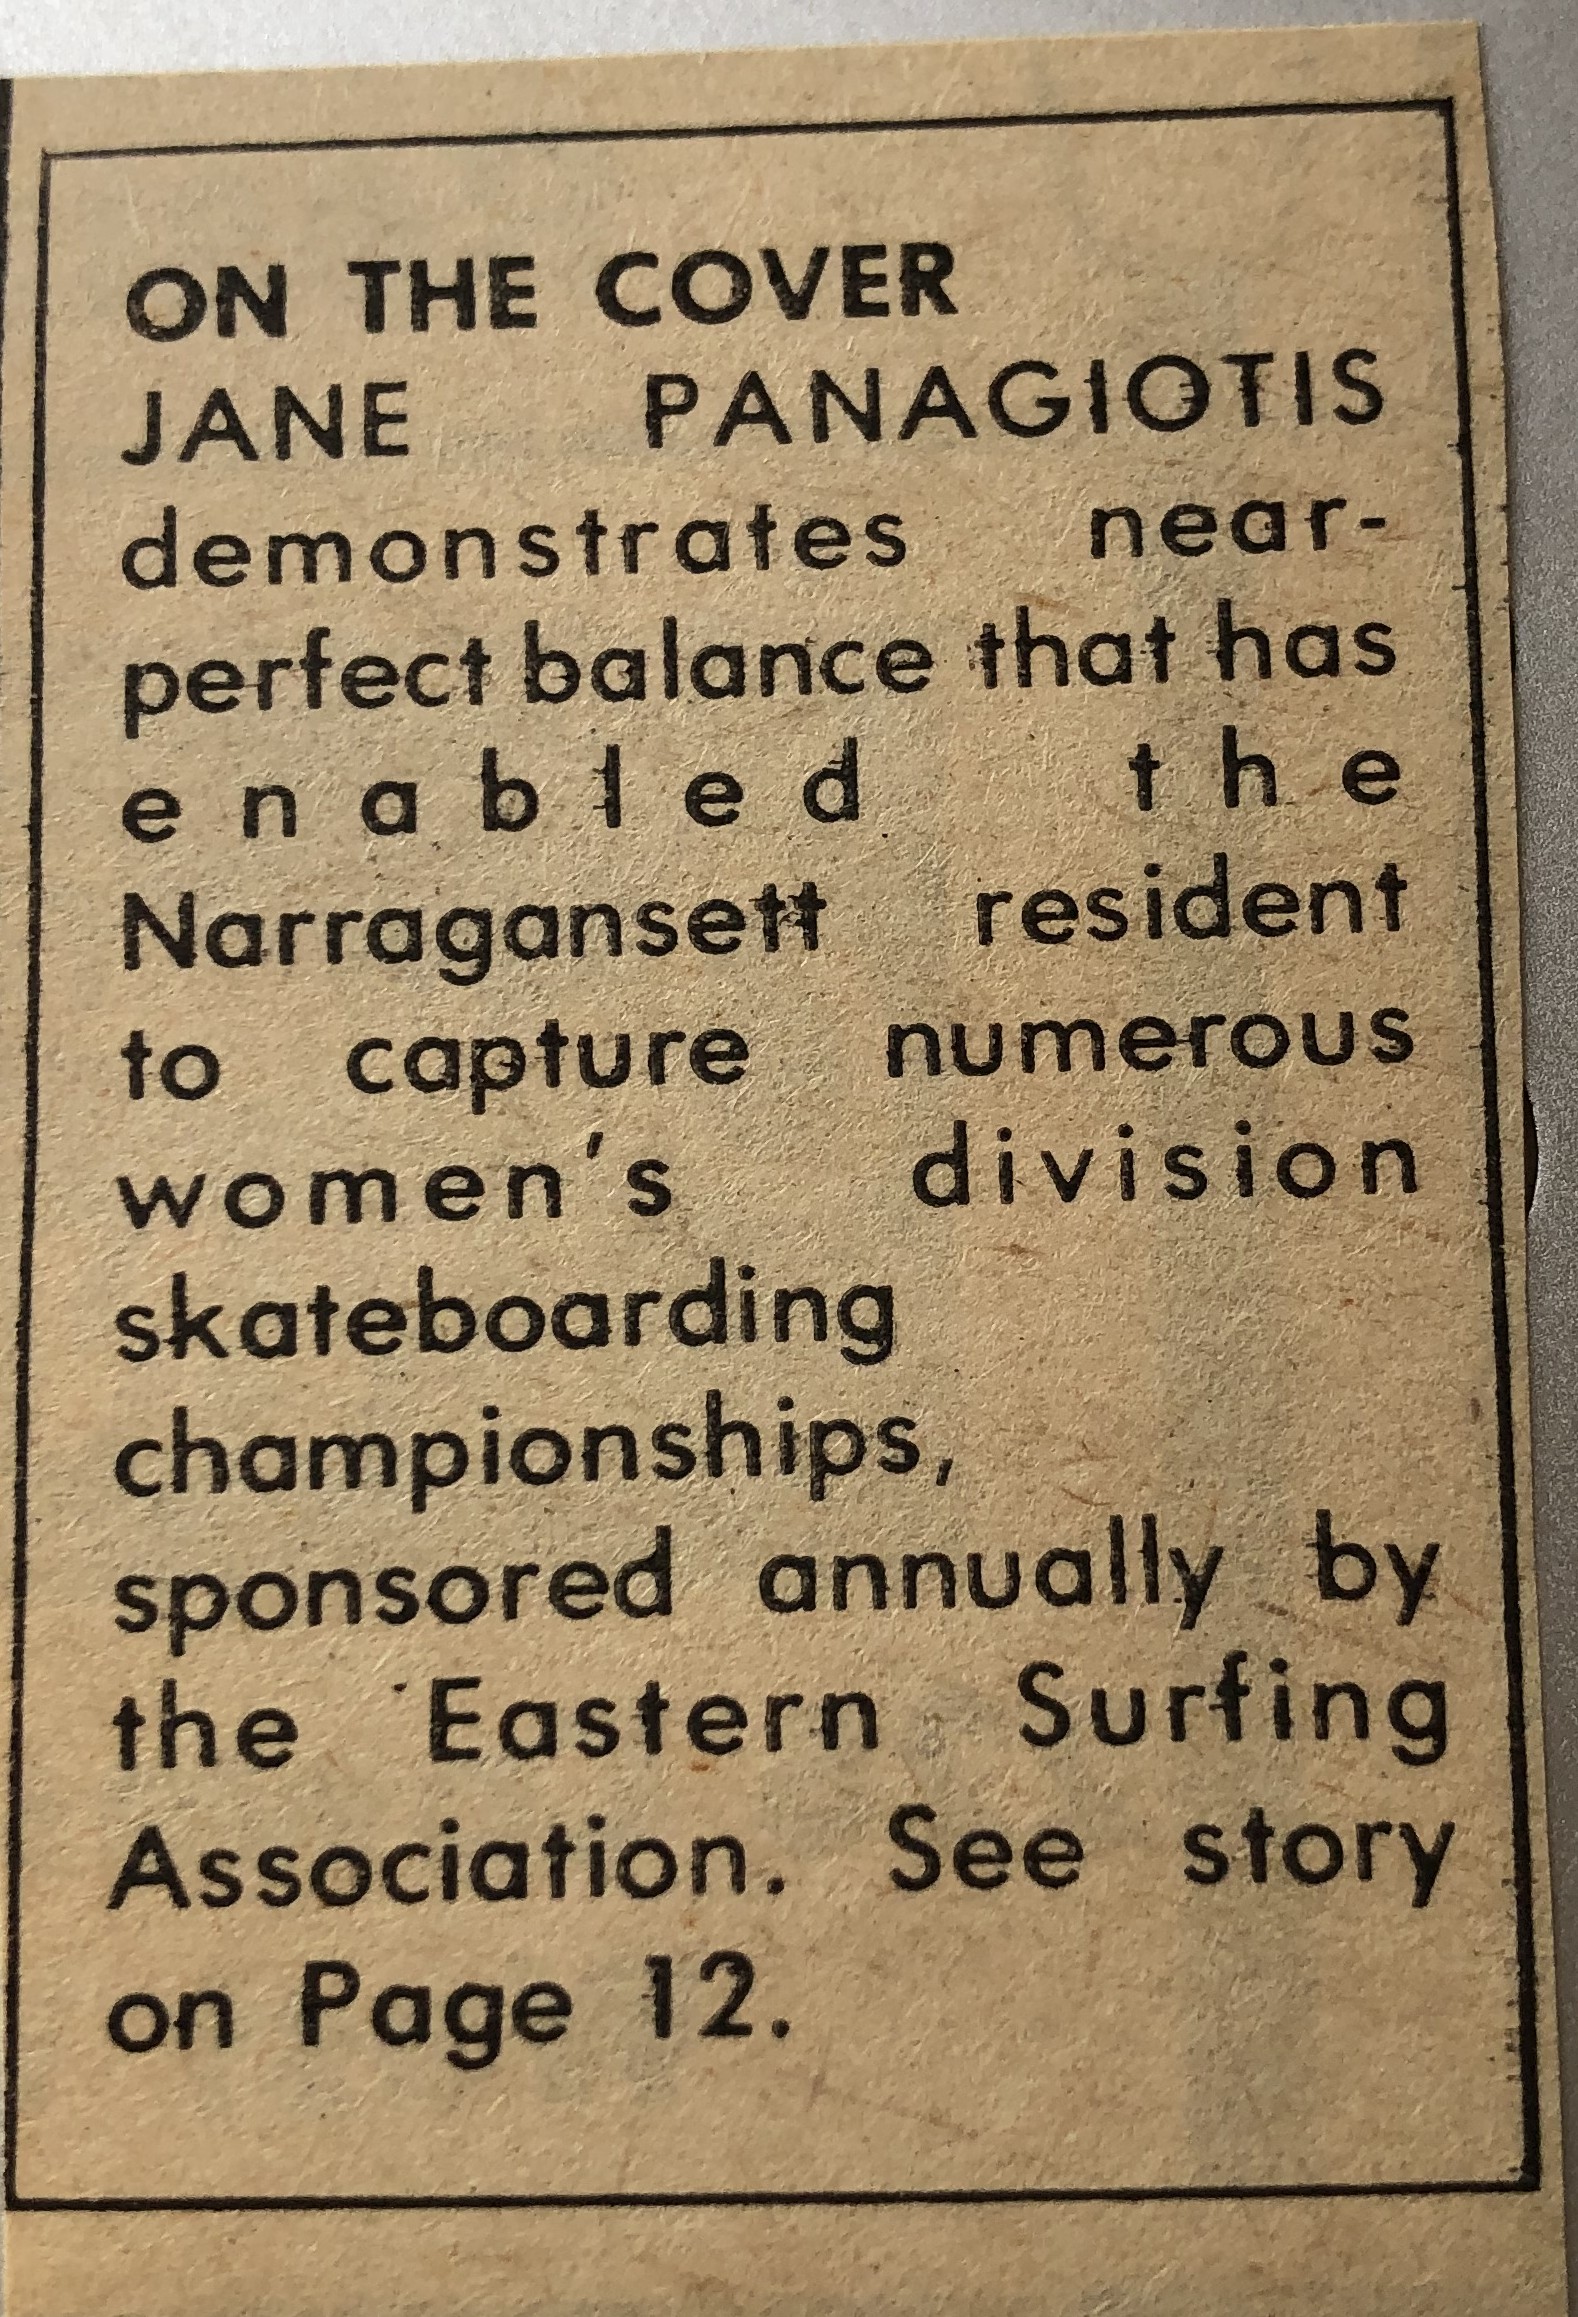 ON THE COVER
JANE PANAGIOTIS
demonstrates near-
perfect balance that has
enabled the
Narragansett resident
to capture numerous
women's division
skateboarding
championships,
sponsored annually by
the Eastern Surfing
Association. See story
on Page 12.